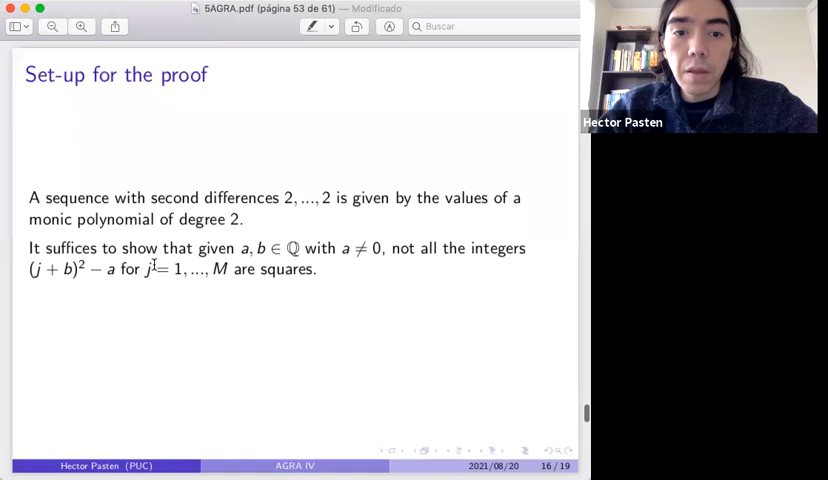 5AGRA.pdf (página 53 de 61) — Modificado
Buscar
Set-up for the proof
A sequence with second differences 2, ..., 2 is given by the values of a
monic polynomial of degree 2.
It suffices to show that given a, b ∈ ℚ with a ≠ 0, not all the integers
(j + b)² − a for j = 1, ..., M are squares.
Hector Pasten (PUC)
AGRA IV
2021/08/20
16 / 19
Hector Pasten